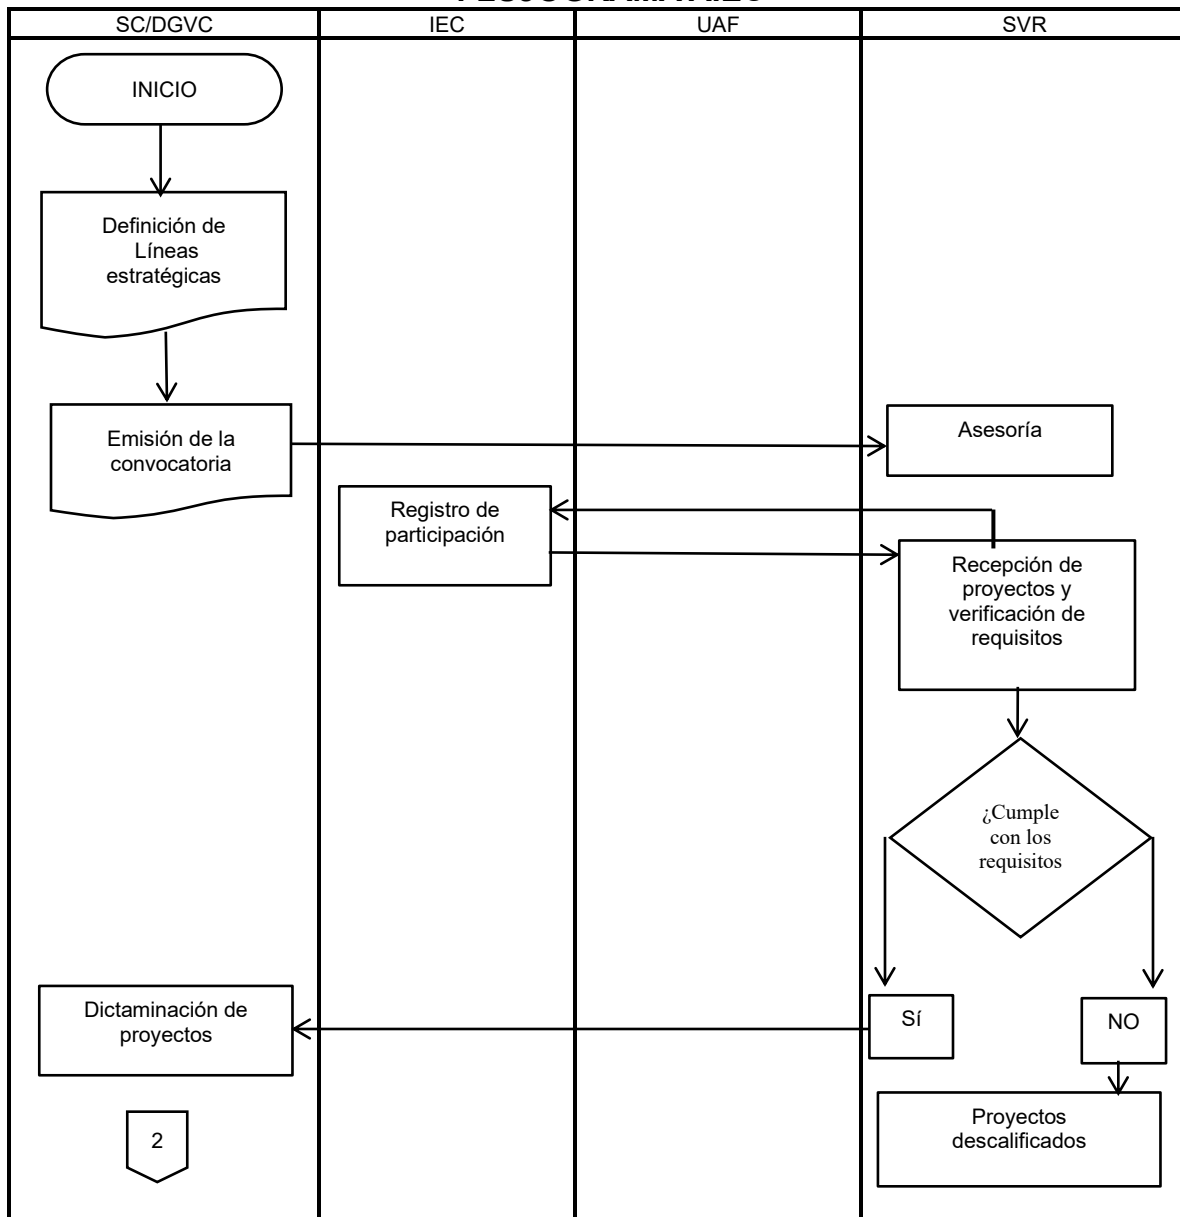 SC/DGVC
IEC
UAF
SVR
INICIO
Definición de
Líneas
estratégicas
Emisión de la
convocatoria
Asesoría
Registro de
participación
Recepción de
proyectos y
verificación de
requisitos
¿Cumple
con los
requisitos
Dictaminación de
proyectos
Sí
NO
2
Proyectos
descalificados